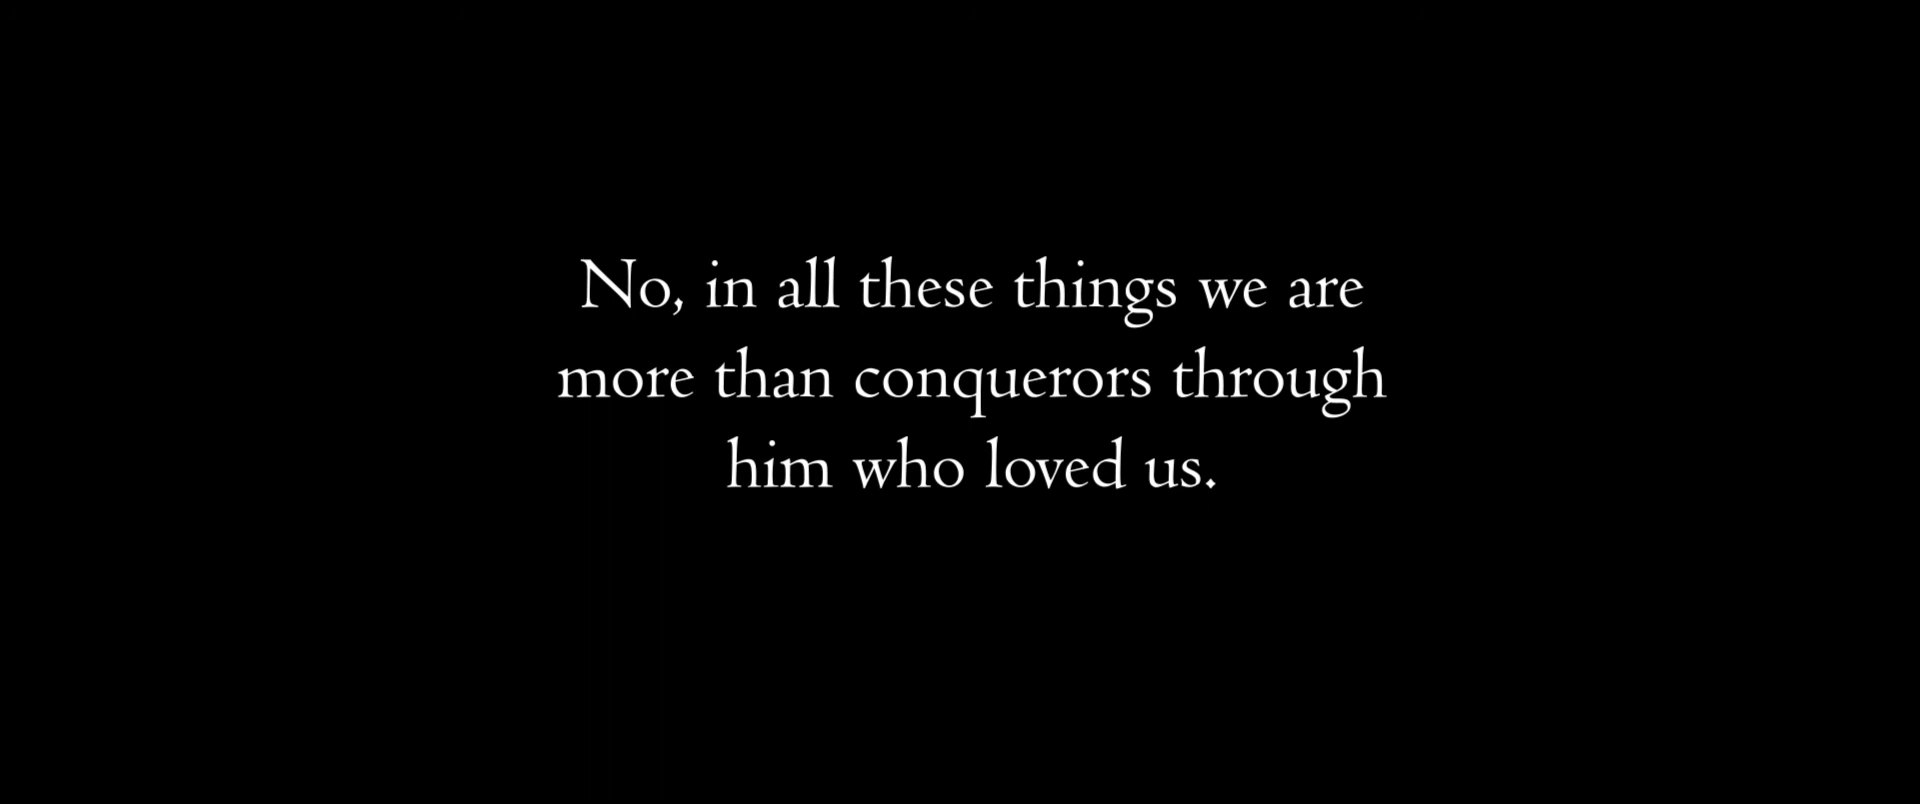 No, in all these things we are
more than conquerors through
him who loved us.